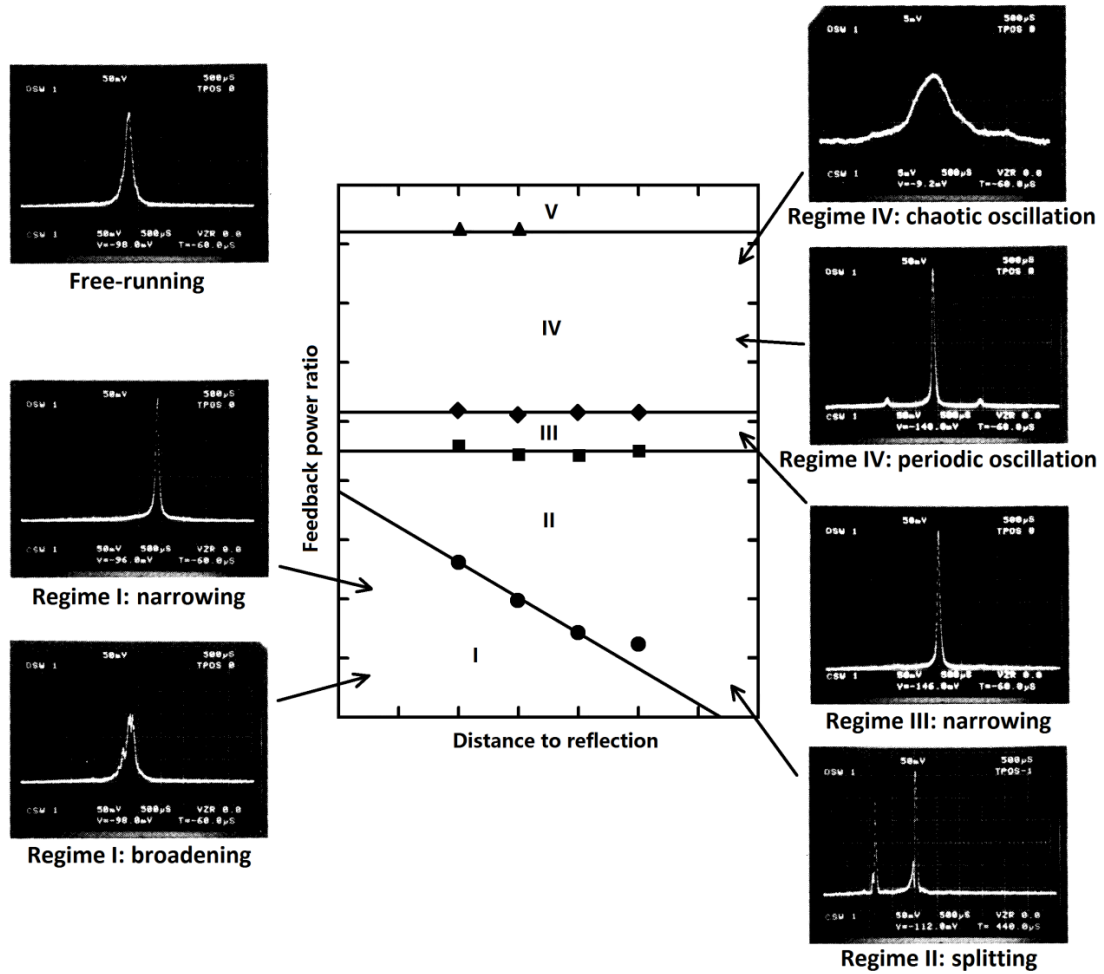 50mV 500µS
DSW 1 TPOS 0
CSW 1 50mV 500µS VZR 0.0
V=-98.0mV T=-60.0µS
Free-running
50mV 500µS
DSW 1 TPOS 0
CSW 1 50mV 500µS VZR 0.0
V=-96.0mV T=-60.0µS
Regime I: narrowing
50mV 500µS
DSW 1 TPOS 0
CSW 1 50mV 500µS VZR 0.0
V=-98.0mV T=-60.0µS
Regime I: broadening
Feedback power ratio
V
IV
III
II
I
Distance to reflection
5mV 500µS
DSW 1 TPOS 0
CSW 1 5mV 500µS VZR 0.0
V=-9.2mV T=-60.0µS
Regime IV: chaotic oscillation
50mV 500µS
DSW 1 TPOS 0
CSW 1 50mV 500µS VZR 0.0
V=-140.0mV T=-60.0µS
Regime IV: periodic oscillation
50mV 500µS
DSW 1 TPOS 0
CSW 1 50mV 500µS VZR 0.0
V=-146.0mV T=-60.0µS
Regime III: narrowing
50mV 500µS
DSW 1 TPOS-1
CSW 1 50mV 500µS VZR 0.0
V=-112.0mV T= 440.0µS
Regime II: splitting